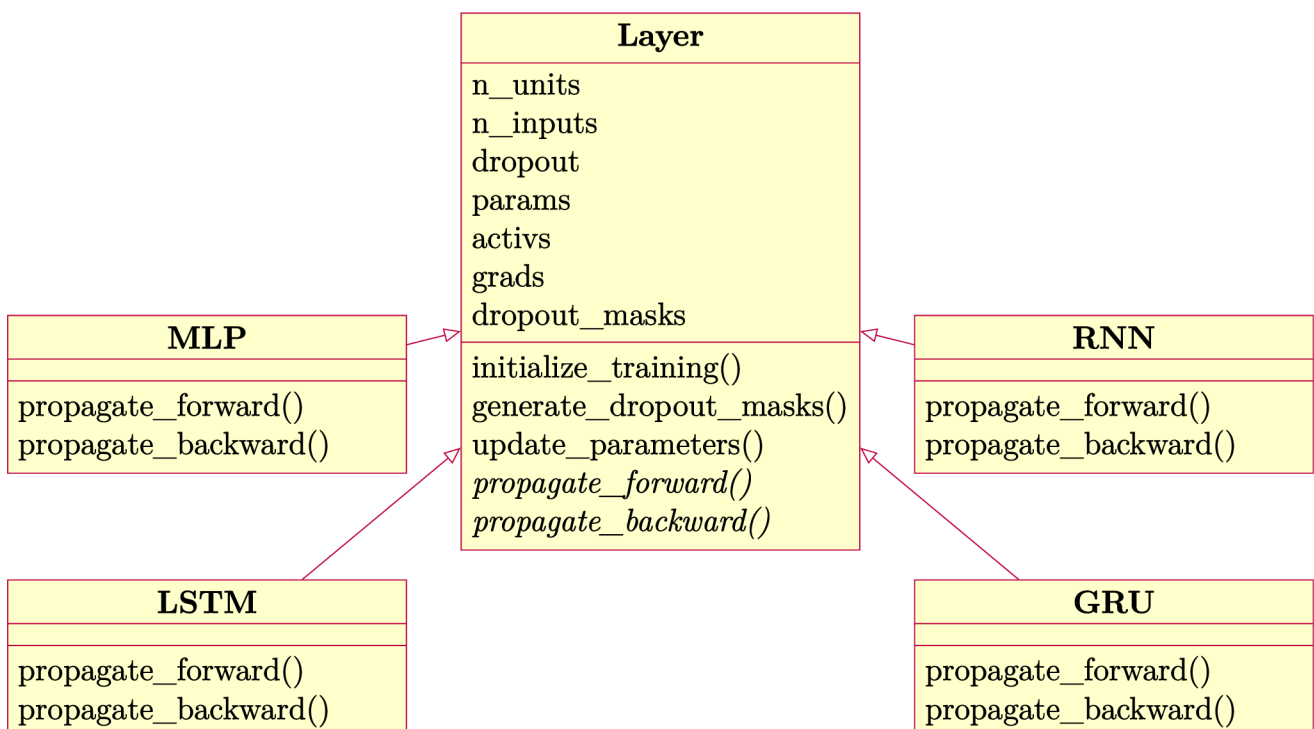 Layer
n_units
n_inputs
dropout
params
activs
grads
dropout_masks
initialize_training()
generate_dropout_masks()
update_parameters()
propagate_forward()
propagate_backward()
MLP
propagate_forward()
propagate_backward()
RNN
propagate_forward()
propagate_backward()
LSTM
propagate_forward()
propagate_backward()
GRU
propagate_forward()
propagate_backward()